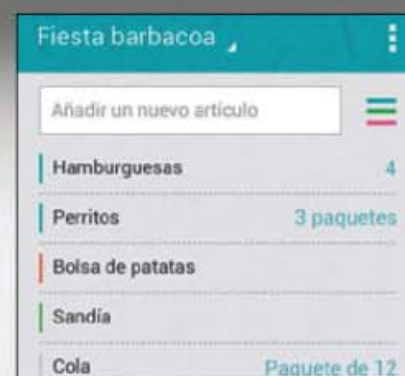 Fiesta barbacoa
Añadir un nuevo artículo
Hamburguesas 4
Perritos 3 paquetes
Bolsa de patatas
Sandía
Cola Paquete de 12